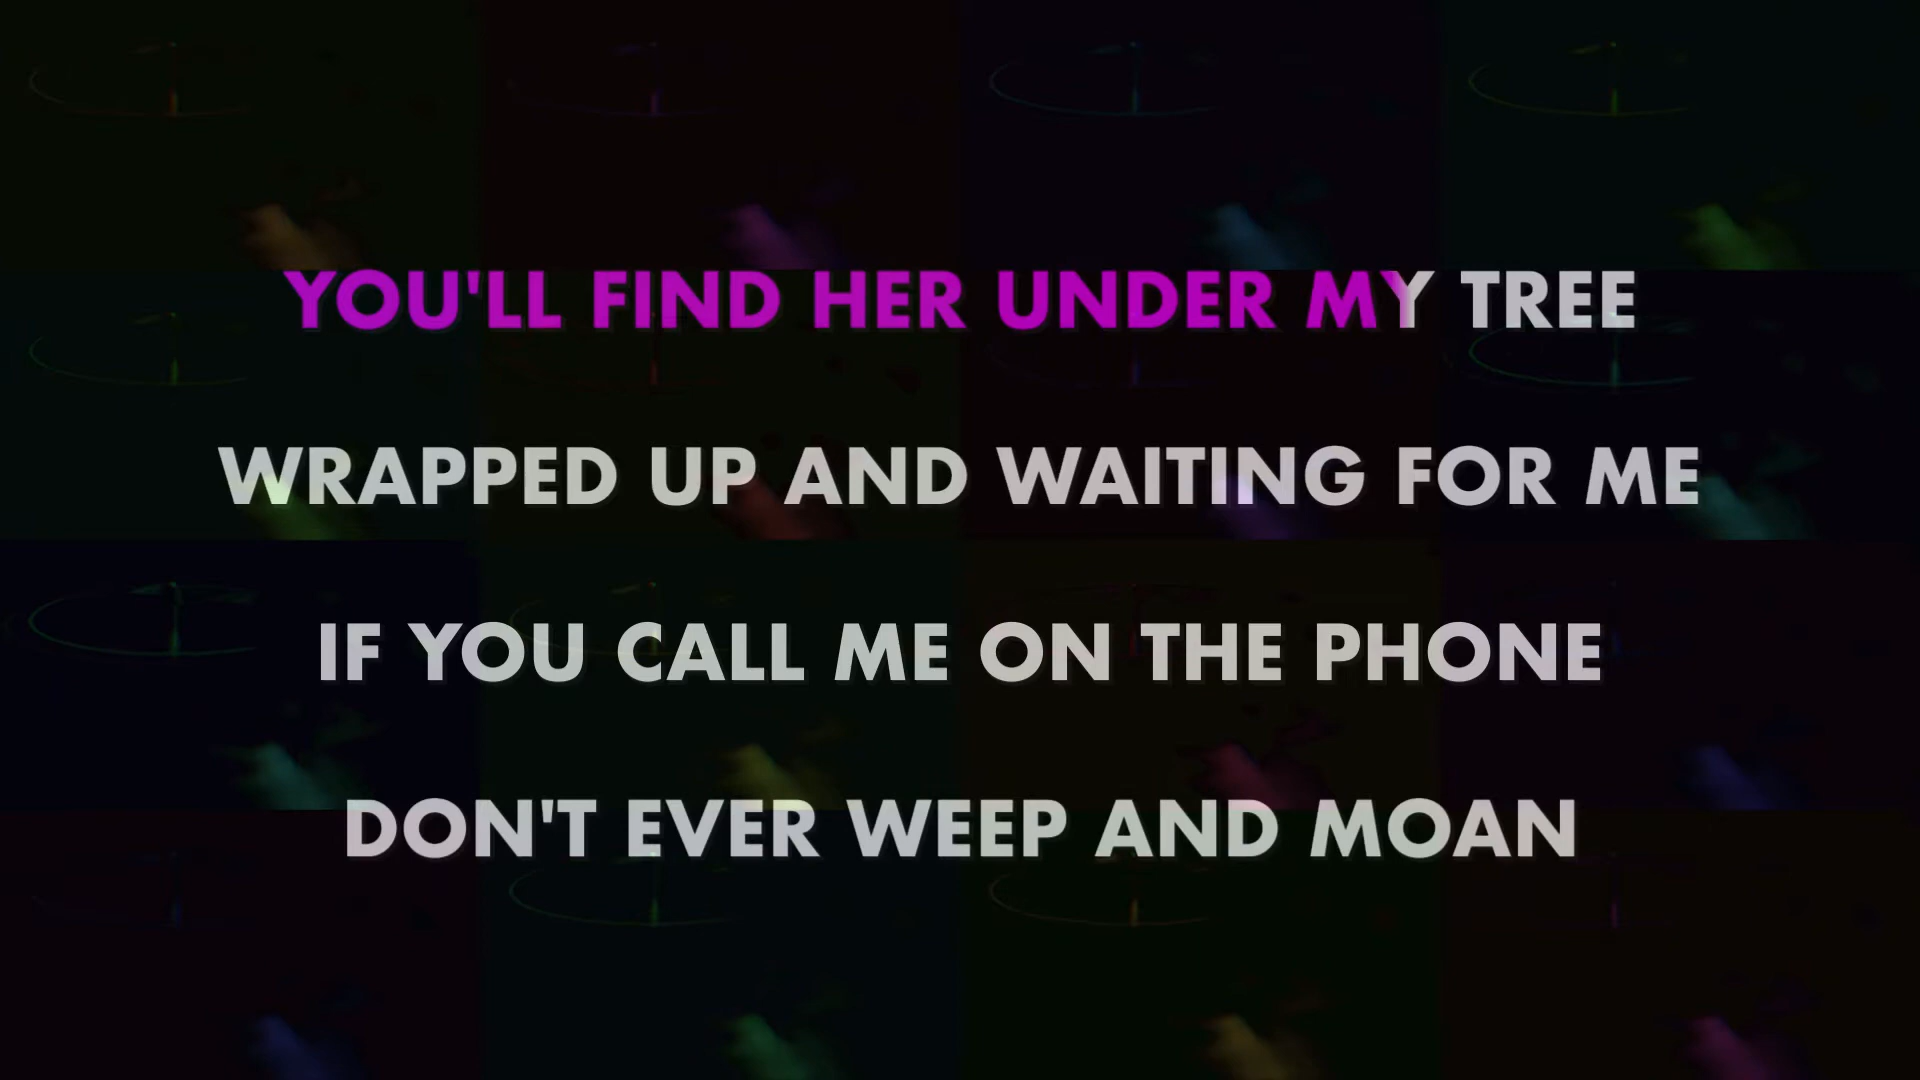 YOU'LL FIND HER UNDER MY TREE
WRAPPED UP AND WAITING FOR ME
IF YOU CALL ME ON THE PHONE
DON'T EVER WEEP AND MOAN